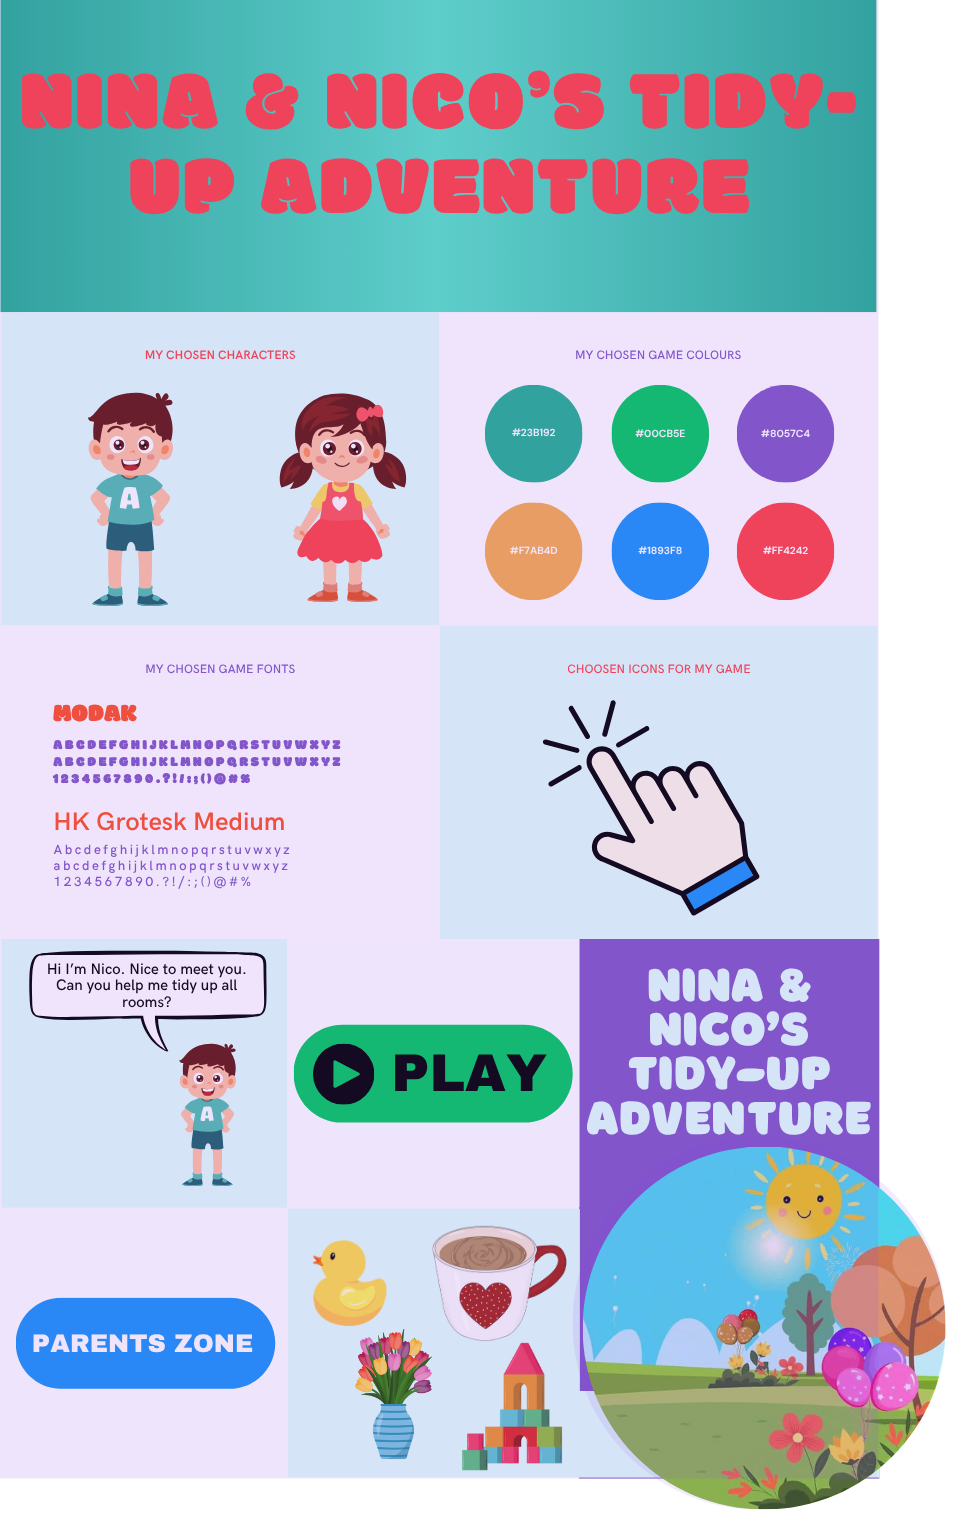 NINA & NICO’S TIDY-
UP ADVENTURE
MY CHOSEN CHARACTERS
A
MY CHOSEN GAME COLOURS
#23B192
#00CB5E
#8057C4
#F7AB4D
#1893F8
#FF4242
MY CHOSEN GAME FONTS
MODAK
ABCDEFGHIJKLMNOPQRSTUVWXYZ
ABCDEFGHIJKLMNOPQRSTUVWXYZ
1234567890.?!/:;()@#%
HK Grotesk Medium
Abcdefghijklmnopqrstuvwxyz
abcdefghijklmnopqrstuvwxyz
1234567890.?!/:;()@#%
CHOOSEN ICONS FOR MY GAME
Hi I’m Nico. Nice to meet you.
Can you help me tidy up all
rooms?
A
PLAY
NINA &
NICO’S
TIDY-UP
ADVENTURE
PARENTS ZONE